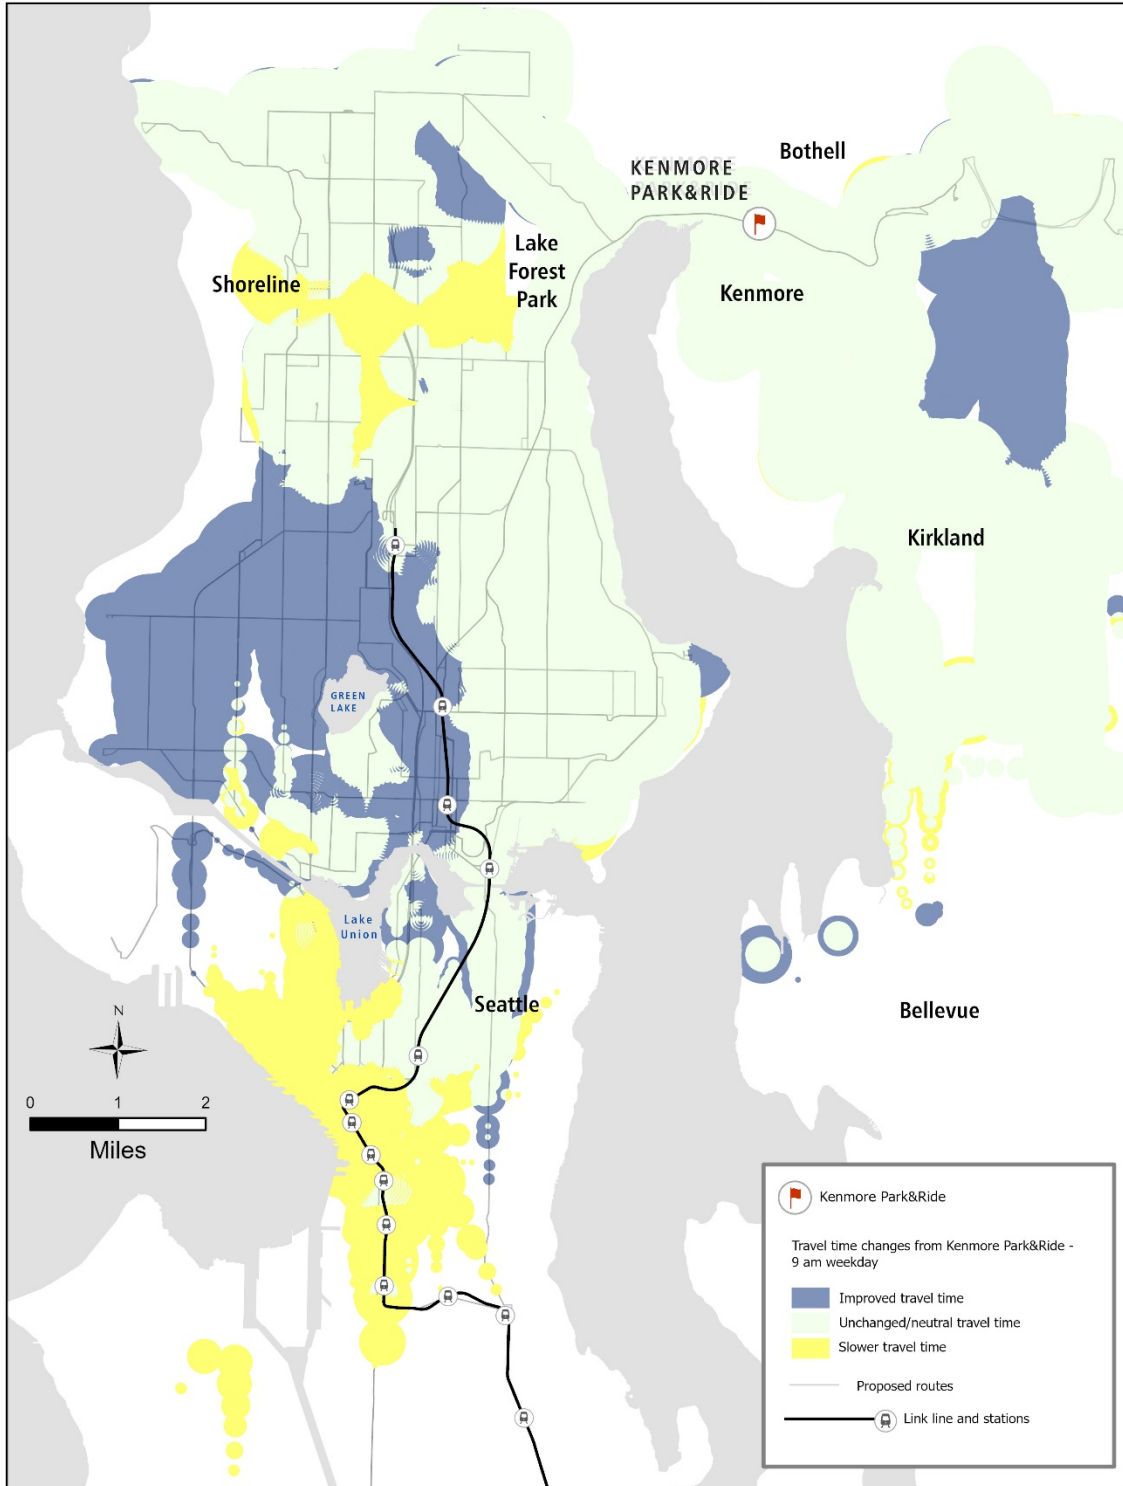 Bothell
KENMORE
PARK&RIDE
Lake
Forest
Park
Shoreline
Kenmore
Kirkland
GREEN
LAKE
Lake
Union
Seattle
Bellevue
N
0 1 2
Miles
Kenmore Park&Ride
Travel time changes from Kenmore Park&Ride -
9 am weekday
Improved travel time
Unchanged/neutral travel time
Slower travel time
Proposed routes
Link line and stations